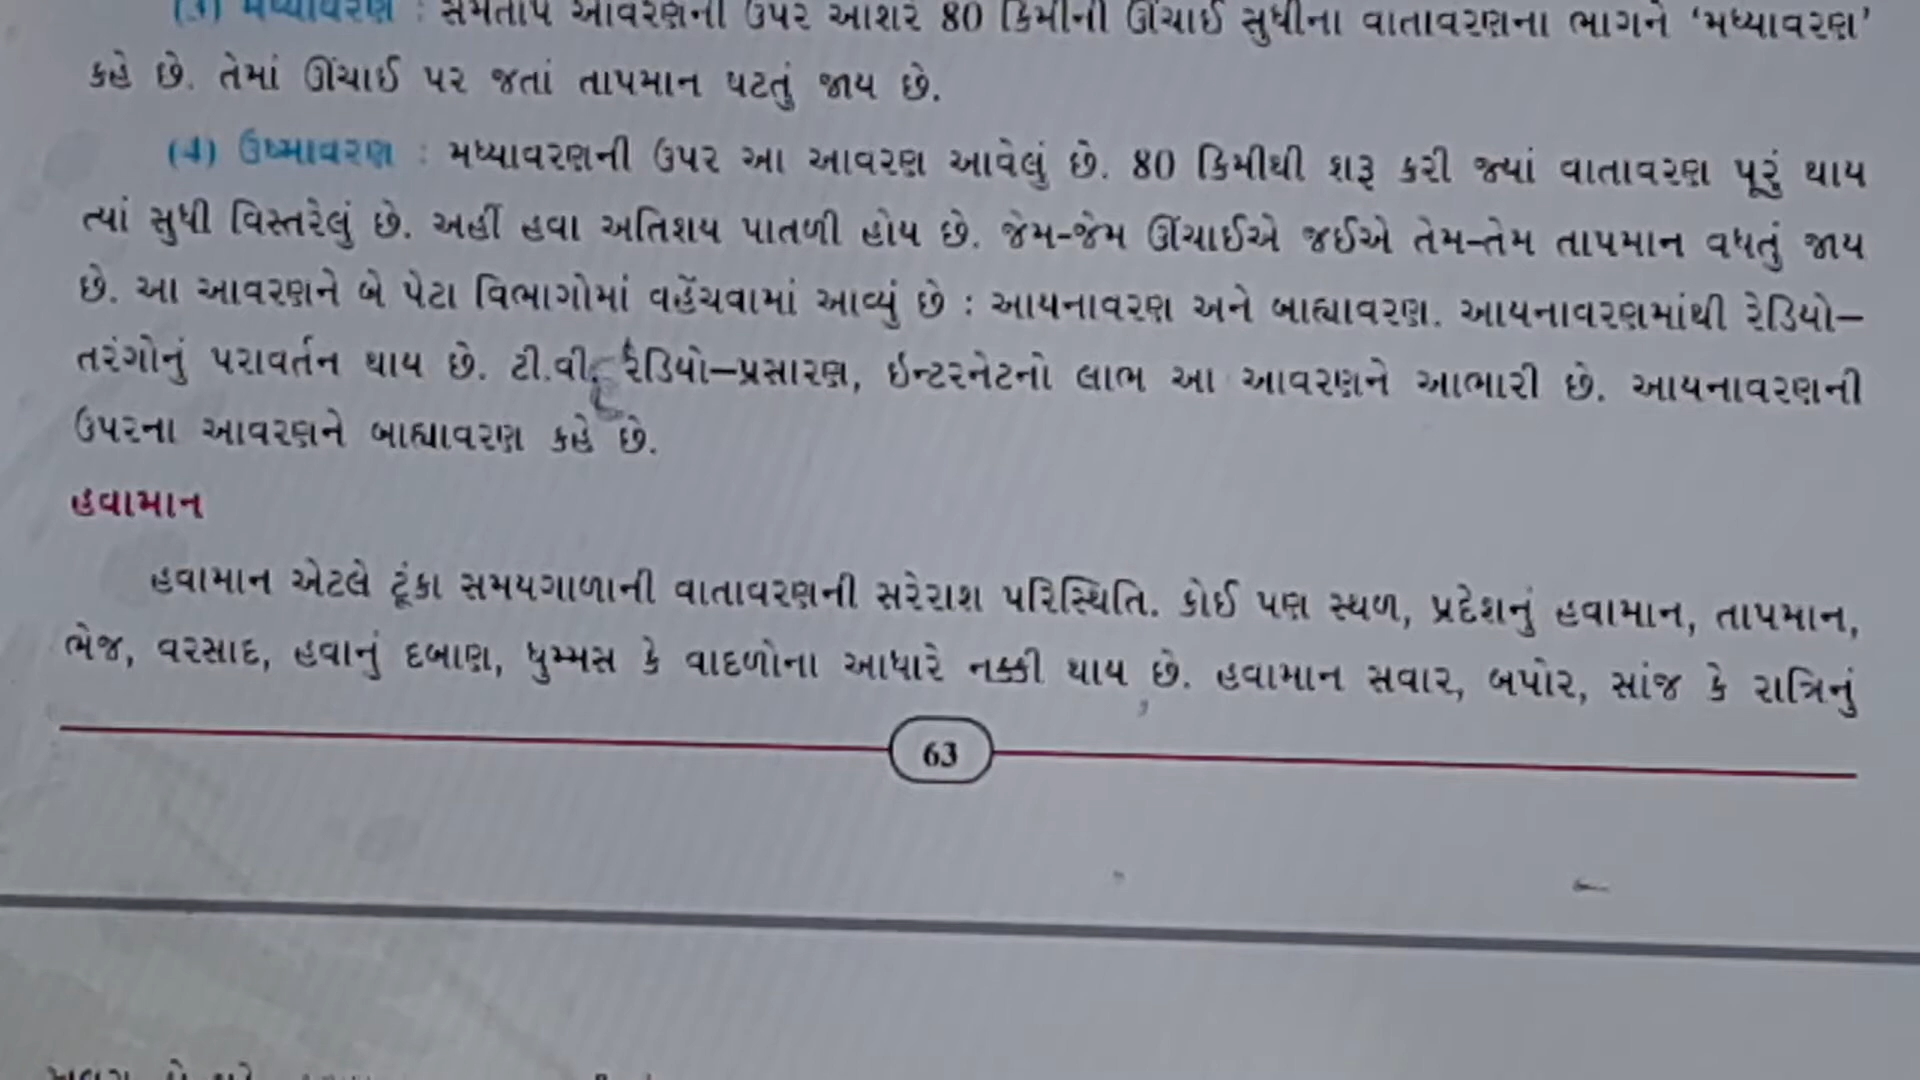 (3) મધ્યાવરણ : સમતાપ આવરણની ઉપર આશરે 80 કિમીની ઊંચાઈ સુધીના વાતાવરણના ભાગને ‘મધ્યાવરણ’
કહે છે. તેમાં ઊંચાઈ પર જતાં તાપમાન ઘટતું જાય છે.
(4) ઉષ્માવરણ : મધ્યાવરણની ઉપર આ આવરણ આવેલું છે. 80 કિમીથી શરૂ કરી જ્યાં વાતાવરણ પૂરું થાય
ત્યાં સુધી વિસ્તરેલું છે. અહીં હવા અતિશય પાતળી હોય છે. જેમ-જેમ ઊંચાઈએ જઈએ તેમ-તેમ તાપમાન વધતું જાય
છે. આ આવરણને બે પેટા વિભાગોમાં વહેંચવામાં આવ્યું છે : આયનાવરણ અને બાહ્યાવરણ. આયનાવરણમાંથી રેડિયો-
તરંગોનું પરાવર્તન થાય છે. ટી.વી. રેડિયો-પ્રસારણ, ઇન્ટરનેટનો લાભ આ આવરણને આભારી છે. આયનાવરણની
ઉપરના આવરણને બાહ્યાવરણ કહે છે.
હવામાન
હવામાન એટલે ટૂંકા સમયગાળાની વાતાવરણની સરેરાશ પરિસ્થિતિ. કોઈ પણ સ્થળ, પ્રદેશનું હવામાન, તાપમાન,
ભેજ, વરસાદ, હવાનું દબાણ, ધુમ્મસ કે વાદળોના આધારે નક્કી થાય છે. હવામાન સવાર, બપોર, સાંજ કે રાત્રિનું
63